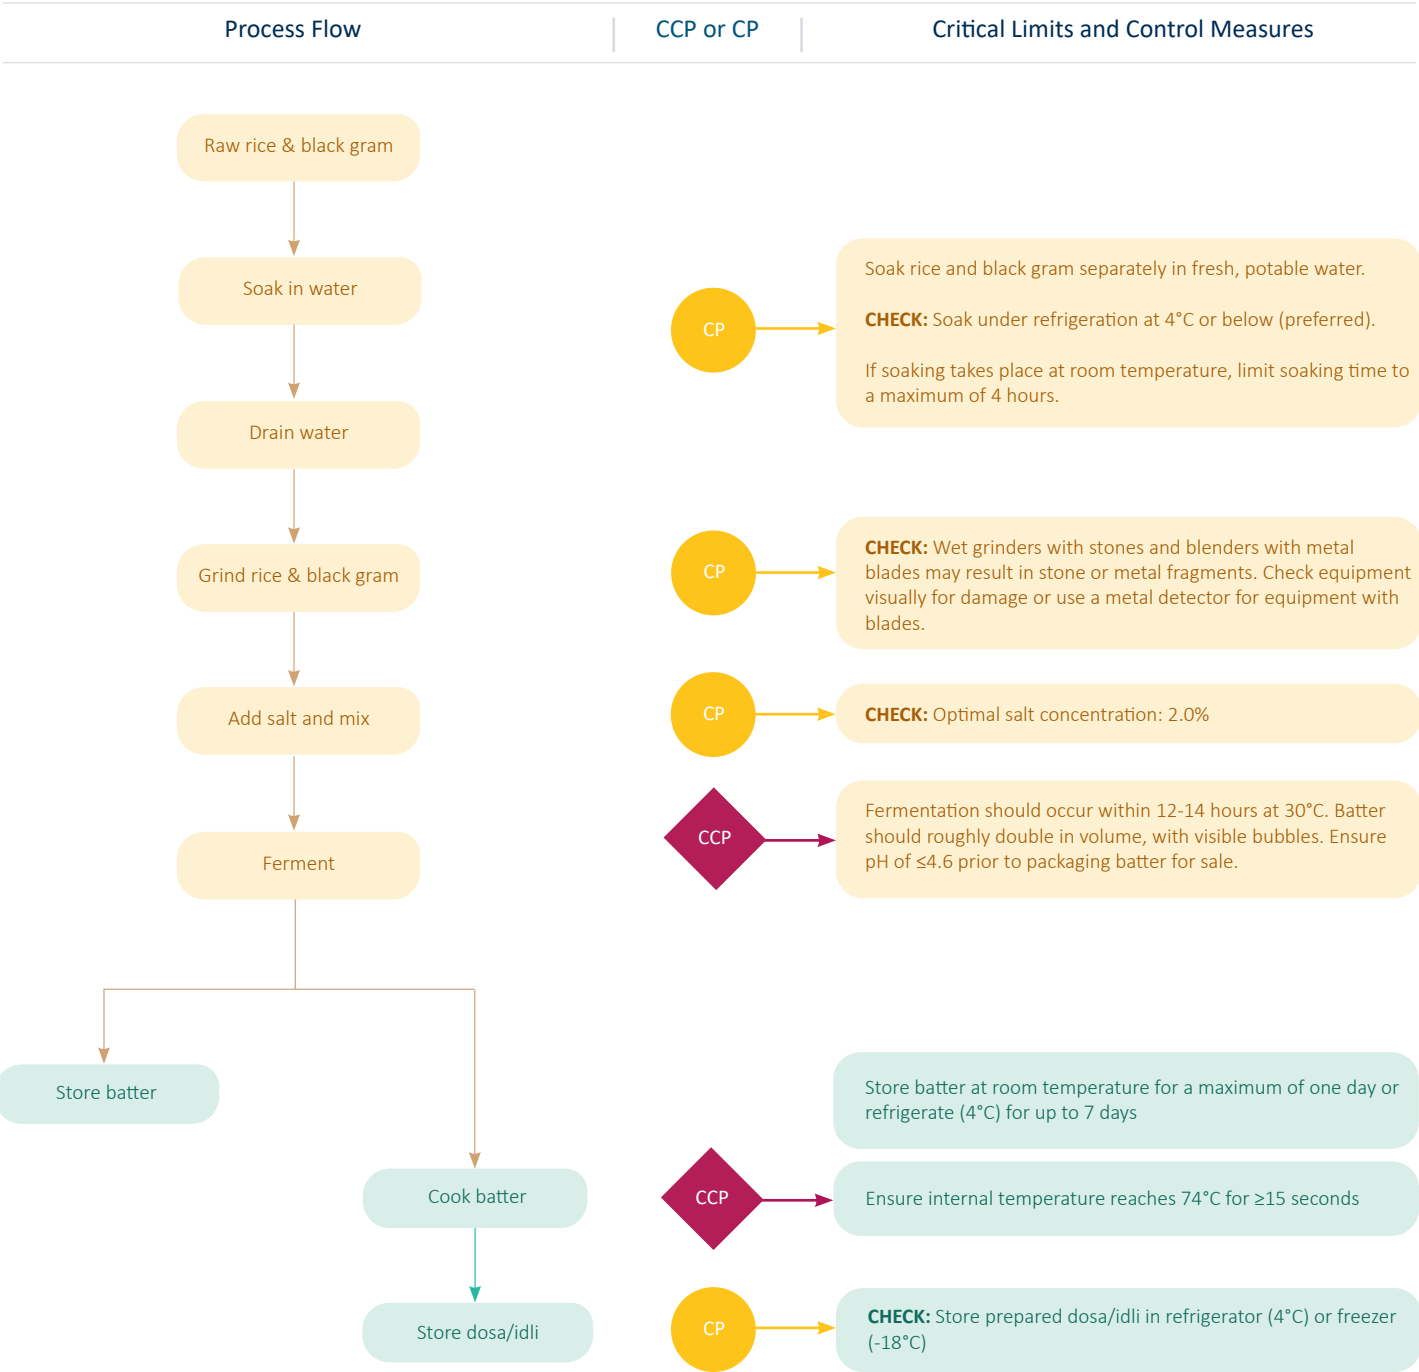 Process Flow
CCP or CP
Critical Limits and Control Measures
Raw rice & black gram
Soak in water
CP
Soak rice and black gram separately in fresh, potable water.
CHECK: Soak under refrigeration at 4°C or below (preferred).
If soaking takes place at room temperature, limit soaking time to
a maximum of 4 hours.
Drain water
Grind rice & black gram
CP
CHECK: Wet grinders with stones and blenders with metal
blades may result in stone or metal fragments. Check equipment
visually for damage or use a metal detector for equipment with
blades.
Add salt and mix
CP
CHECK: Optimal salt concentration: 2.0%
Ferment
CCP
Fermentation should occur within 12-14 hours at 30°C. Batter
should roughly double in volume, with visible bubbles. Ensure
pH of ≤4.6 prior to packaging batter for sale.
Store batter
Store batter at room temperature for a maximum of one day or
refrigerate (4°C) for up to 7 days
Cook batter
CCP
Ensure internal temperature reaches 74°C for ≥15 seconds
Store dosa/idli
CP
CHECK: Store prepared dosa/idli in refrigerator (4°C) or freezer
(-18°C)